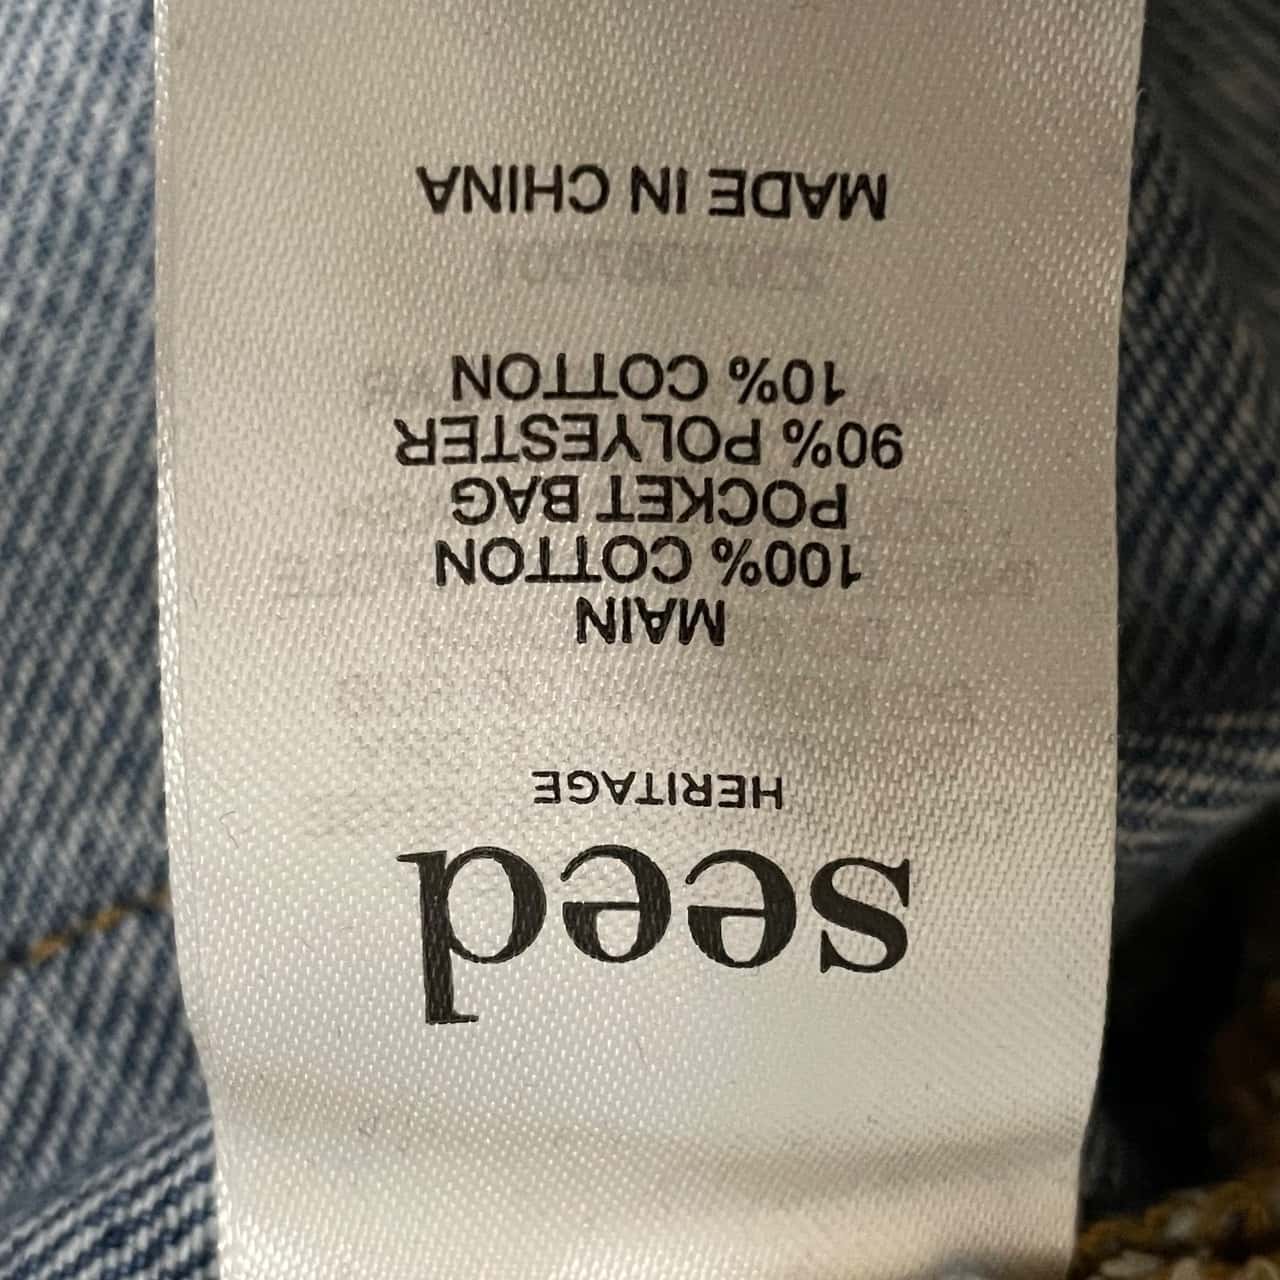 seed
HERITAGE
MAIN
100% COTTON
POCKET BAG
90% POLYESTER
10% COTTON
MADE IN CHINA